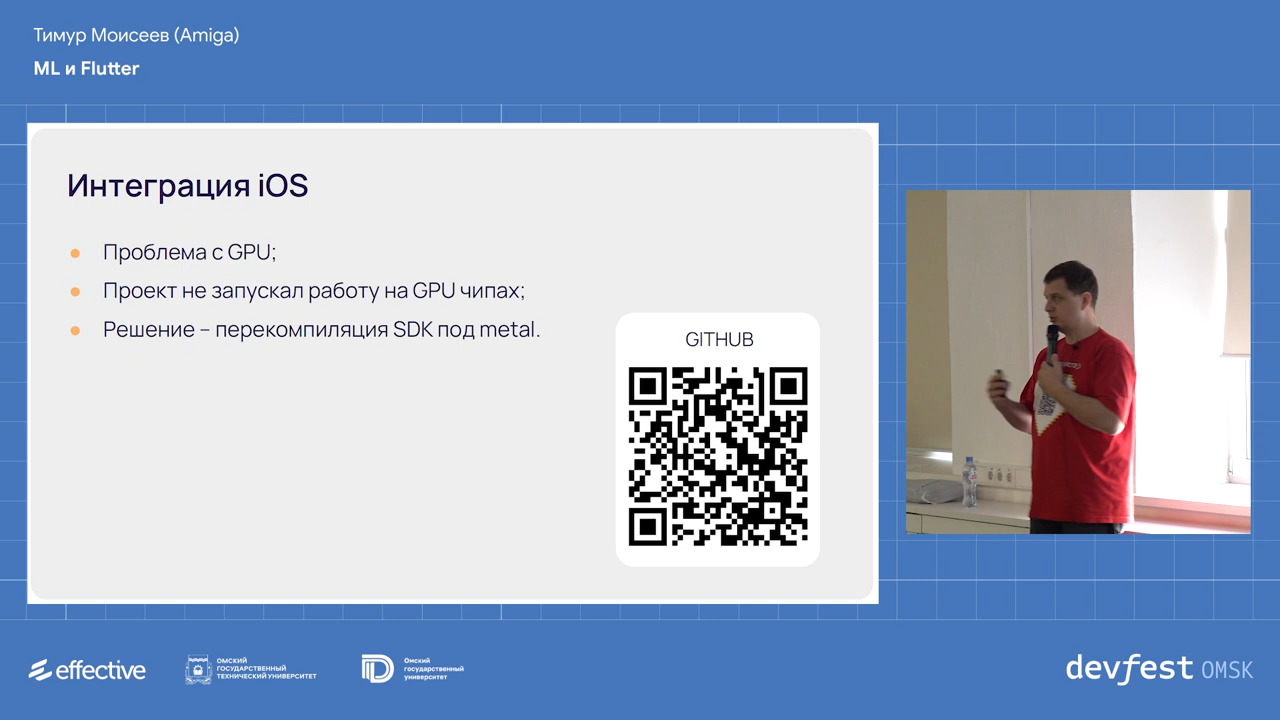 Тимур Моисеев (Amiga)
ML и Flutter
Интеграция iOS
Проблема с GPU;
Проект не запускал работу на GPU чипах;
Решение – перекомпиляция SDK под metal.
GITHUB
effective
ОМСКИЙ
ГОСУДАРСТВЕННЫЙ
ТЕХНИЧЕСКИЙ УНИВЕРСИТЕТ
Омский
государственный
университет
devfest OMSK